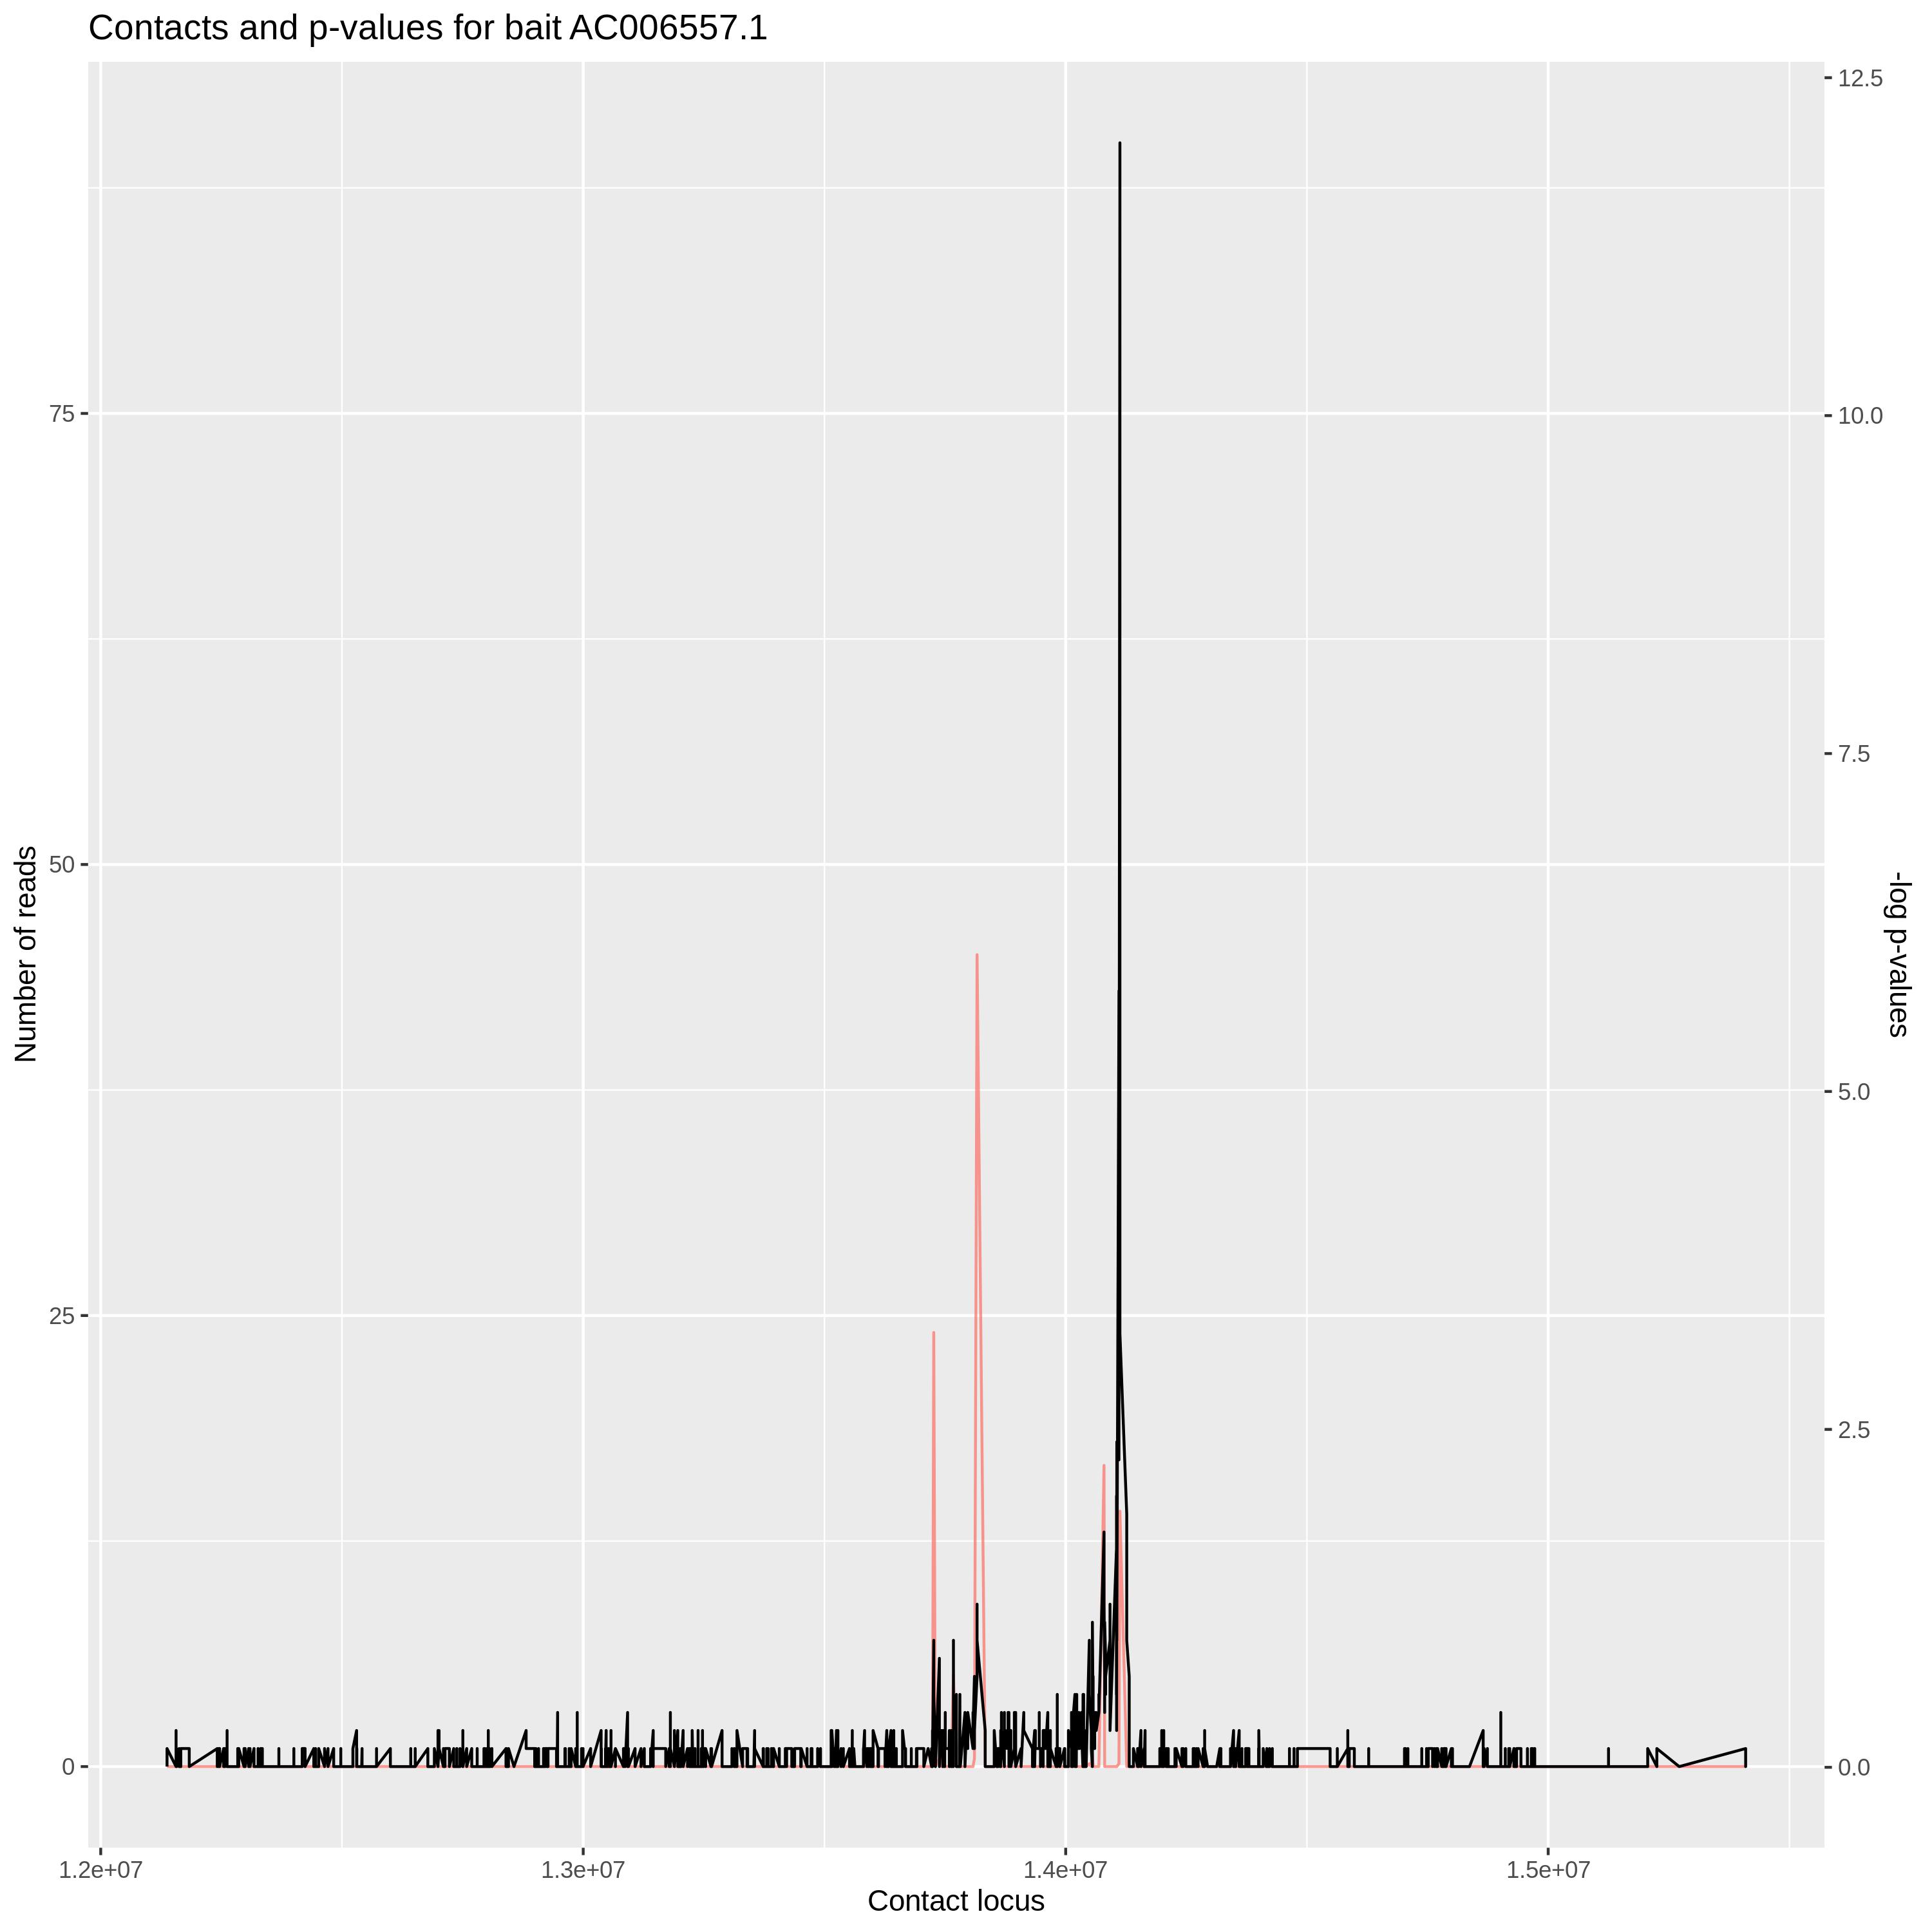 Contacts and p-values for bait AC006557.1
12.5
75
10.0
7.5
50
Number of reads
-log p-values
5.0
25
2.5
0
0.0
1.2e+07 1.3e+07 1.4e+07 1.5e+07
Contact locus